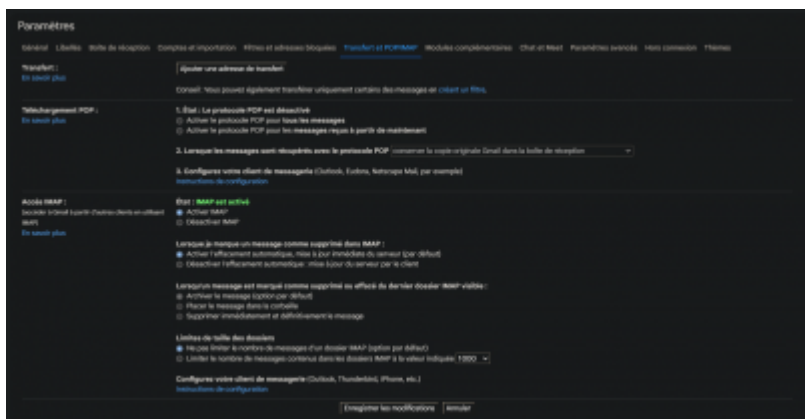 Paramètres
Général Libellés Boîte de réception Comptes et importation Filtres et adresses bloquées Transfert et POP/IMAP Modules complémentaires Chat et Meet Paramètres avancés Hors connexion Thèmes
Transfert :
En savoir plus
Ajouter une adresse de transfert
Conseil : Vous pouvez également transférer uniquement certains des messages en créant un filtre.
Téléchargement POP :
En savoir plus
1. État : Le protocole POP est désactivé
Activer le protocole POP pour tous les messages
Activer le protocole POP pour les messages reçus à partir de maintenant
2. Lorsque les messages sont récupérés avec le protocole POP conserver la copie originale Gmail dans la boîte de réception
3. Configurez votre client de messagerie (Outlook, Eudora, Netscape Mail, par exemple)
Instructions de configuration
Accès IMAP :
(accéder à Gmail à partir d'autres clients en utilisant
IMAP)
En savoir plus
État : IMAP est activé
Activer IMAP
Désactiver IMAP
Lorsque je marque un message comme supprimé dans IMAP :
Activer l'effacement automatique, mise à jour immédiate du serveur (par défaut)
Désactiver l'effacement automatique : mise à jour du serveur par le client
Lorsqu'un message est marqué comme supprimé ou effacé du dernier dossier IMAP visible :
Archiver le message (option par défaut)
Placer le message dans la corbeille
Supprimer immédiatement et définitivement le message
Limites de taille des dossiers
Ne pas limiter le nombre de messages d'un dossier IMAP (option par défaut)
Limiter le nombre de messages contenus dans les dossiers IMAP à la valeur indiquée 1000
Configurez votre client de messagerie (Outlook, Thunderbird, iPhone, etc.)
Instructions de configuration
Enregistrer les modifications Annuler